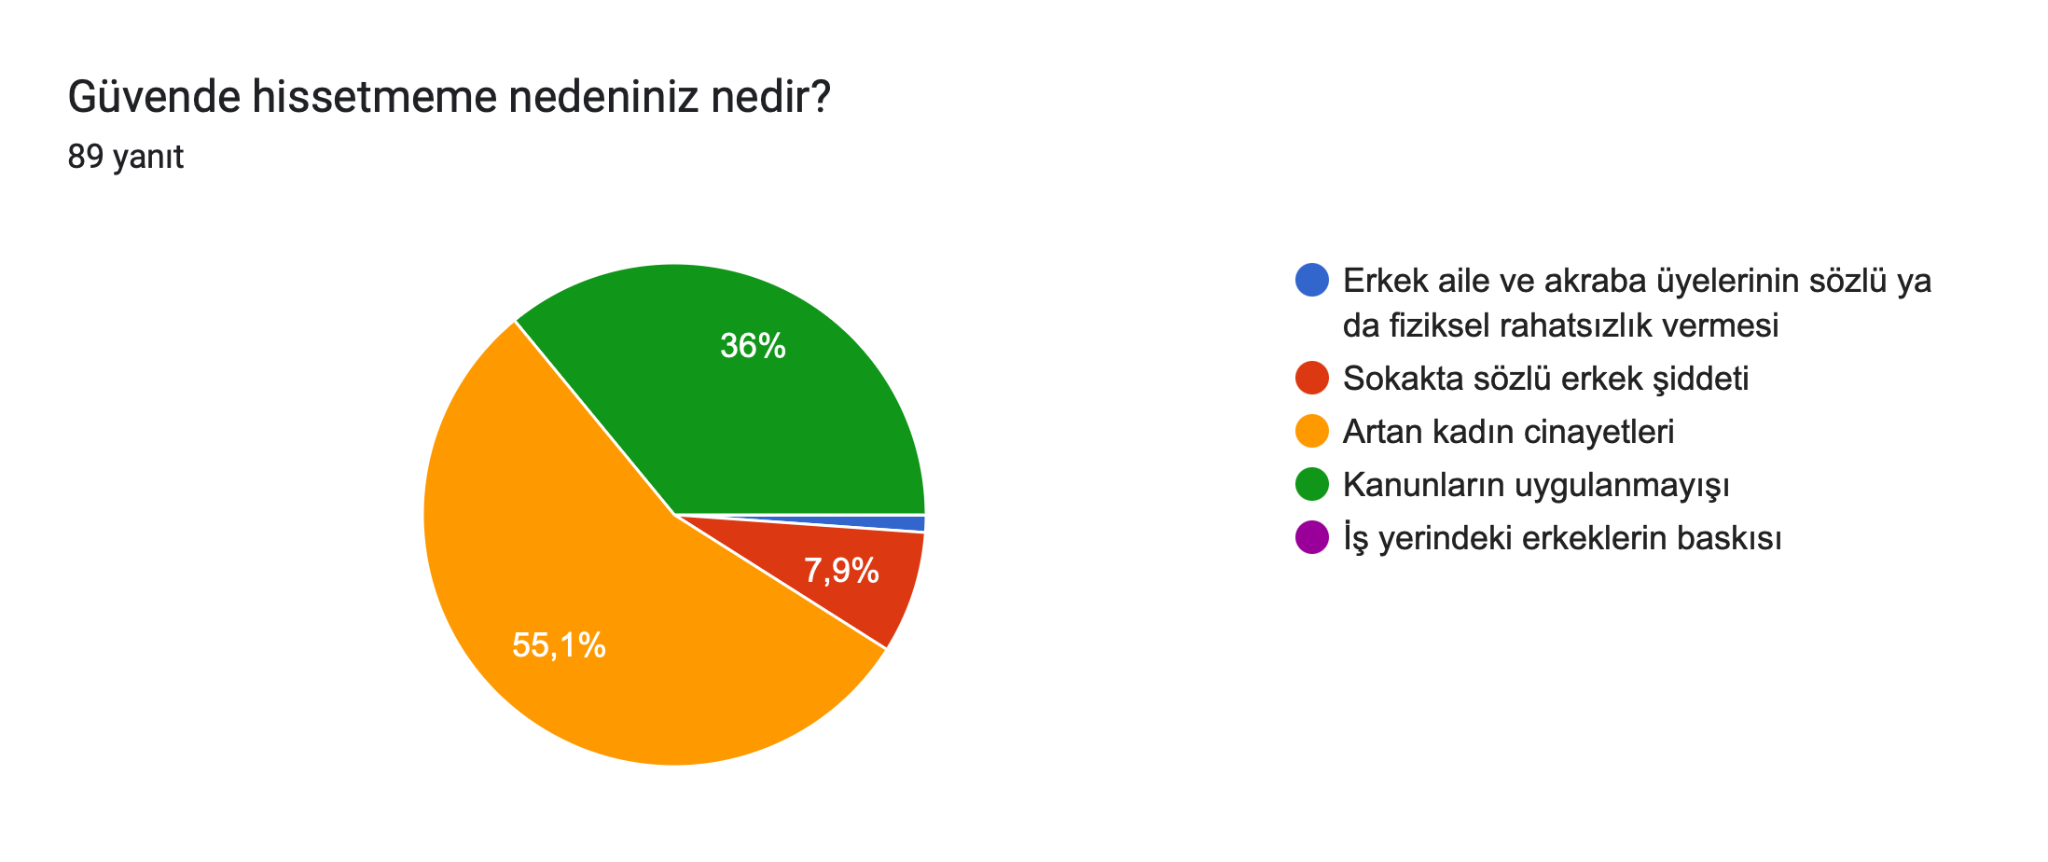 Güvende hissetmeme nedeniniz nedir?
89 yanıt
36%
7,9%
55,1%
Erkek aile ve akraba üyelerinin sözlü ya
da fiziksel rahatsızlık vermesi
Sokakta sözlü erkek şiddeti
Artan kadın cinayetleri
Kanunların uygulanmayışı
İş yerindeki erkeklerin baskısı